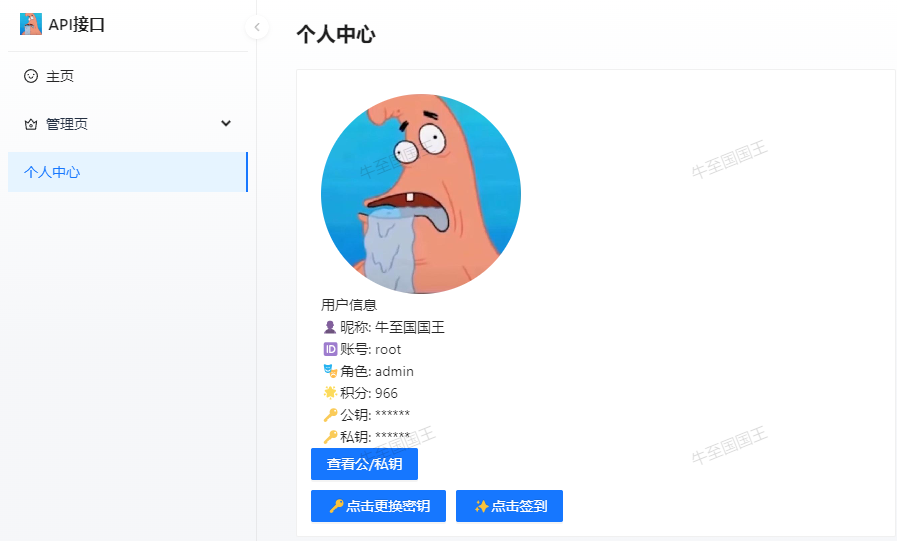 API接口
主页
管理页
个人中心
个人中心
牛至国国王
牛至国国王
用户信息
👤昵称: 牛至国国王
🆔账号: root
🎭角色: admin
🌟积分: 966
🔑公钥: ******
🔑私钥: ******
牛至国国王
牛至国国王
查看公/私钥
🔑点击更换密钥
✨点击签到